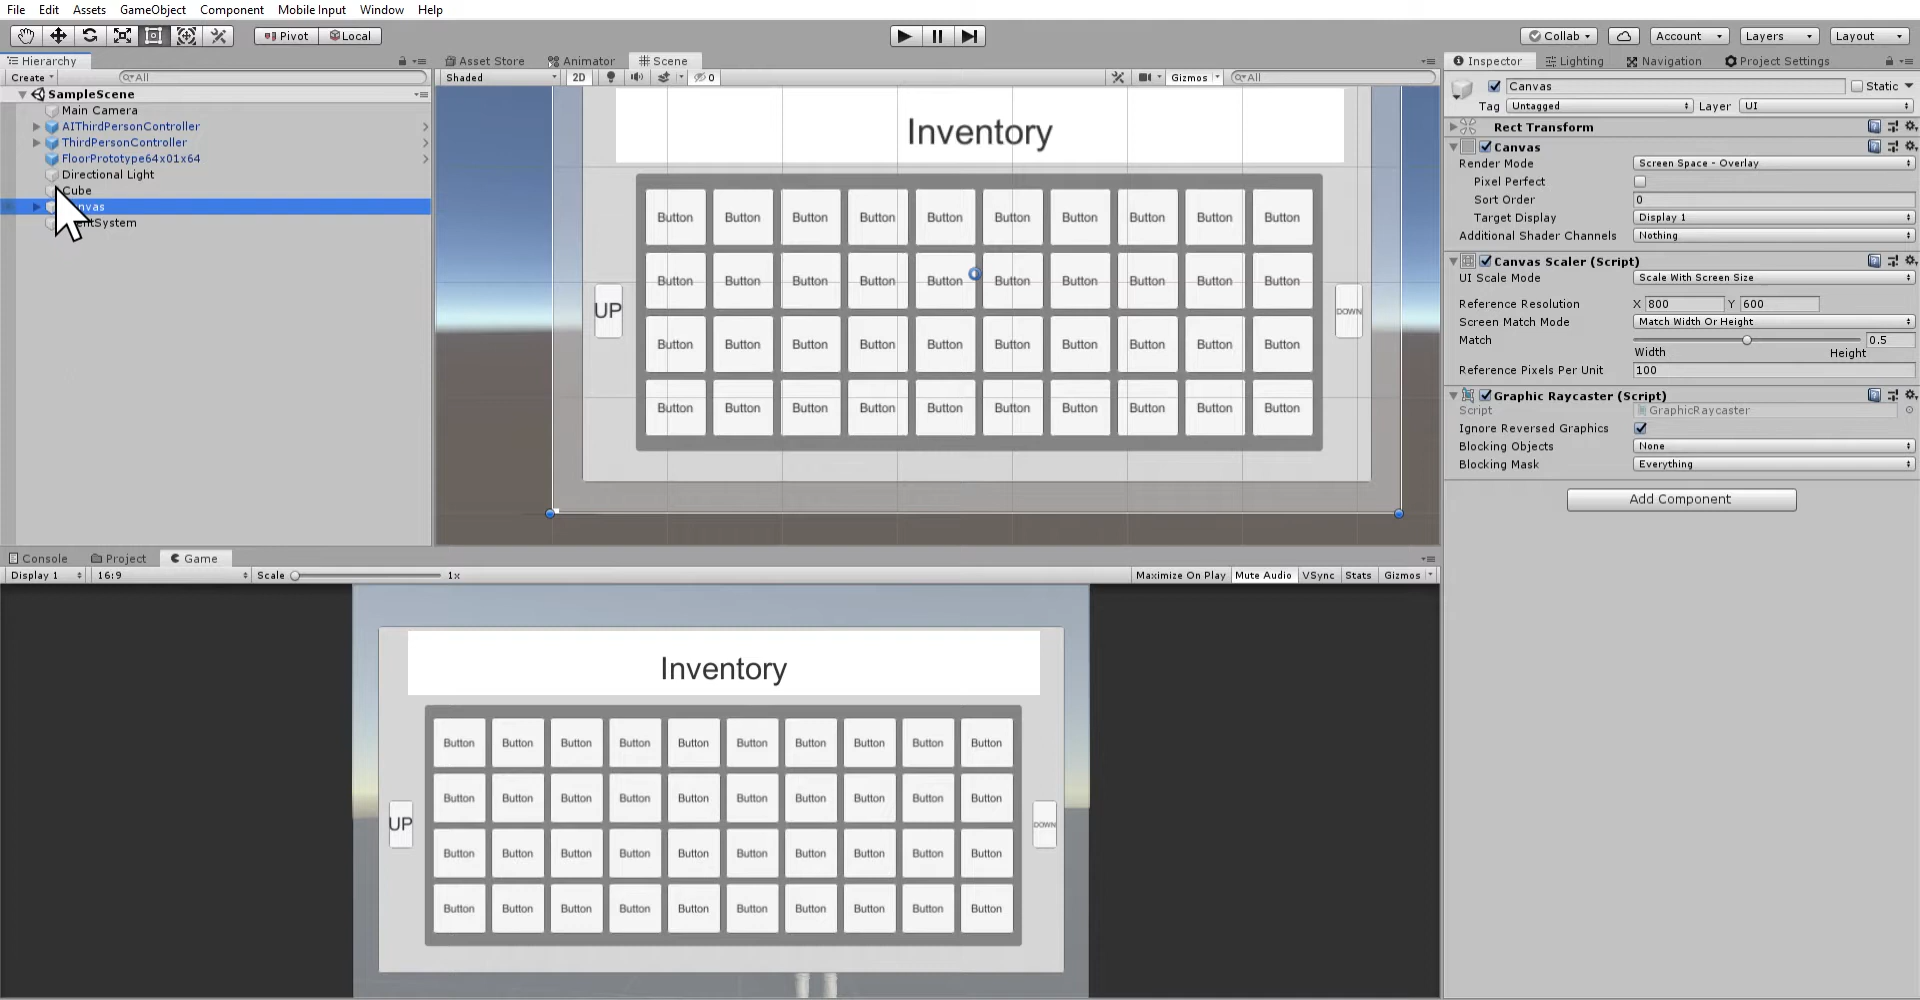 File Edit Assets GameObject Component Mobile Input Window Help
Pivot Local Collab Account Layers Layout
Hierarchy Asset Store Animator Scene Inspector Lighting Navigation Project Settings
Create All Shaded 2D 0 Gizmos All
SampleScene
Main Camera
AIThirdPersonController
ThirdPersonController
FloorPrototype64x01x64
Directional Light
Cube
EventSystem
Inventory
Button Button Button Button Button Button Button Button Button Button
Button Button Button Button Button Button Button Button Button Button
UP DOWN
Button Button Button Button Button Button Button Button Button Button
Button Button Button Button Button Button Button Button Button Button
Canvas Static
Tag Untagged Layer UI
Rect Transform
Canvas
Render Mode Screen Space - Overlay
Pixel Perfect
Sort Order 0
Target Display Display 1
Additional Shader Channels Nothing
Canvas Scaler (Script)
UI Scale Mode Scale With Screen Size
Reference Resolution X 800 Y 600
Screen Match Mode Match Width Or Height
Match 0.5
Width Height
Reference Pixels Per Unit 100
Graphic Raycaster (Script)
Script GraphicRaycaster
Ignore Reversed Graphics
Blocking Objects None
Blocking Mask Everything
Add Component
Console Project Game
Display 1 16:9 Scale 1x Maximize On Play Mute Audio VSync Stats Gizmos
Inventory
Button Button Button Button Button Button Button Button Button Button
Button Button Button Button Button Button Button Button Button Button
UP DOWN
Button Button Button Button Button Button Button Button Button Button
Button Button Button Button Button Button Button Button Button Button